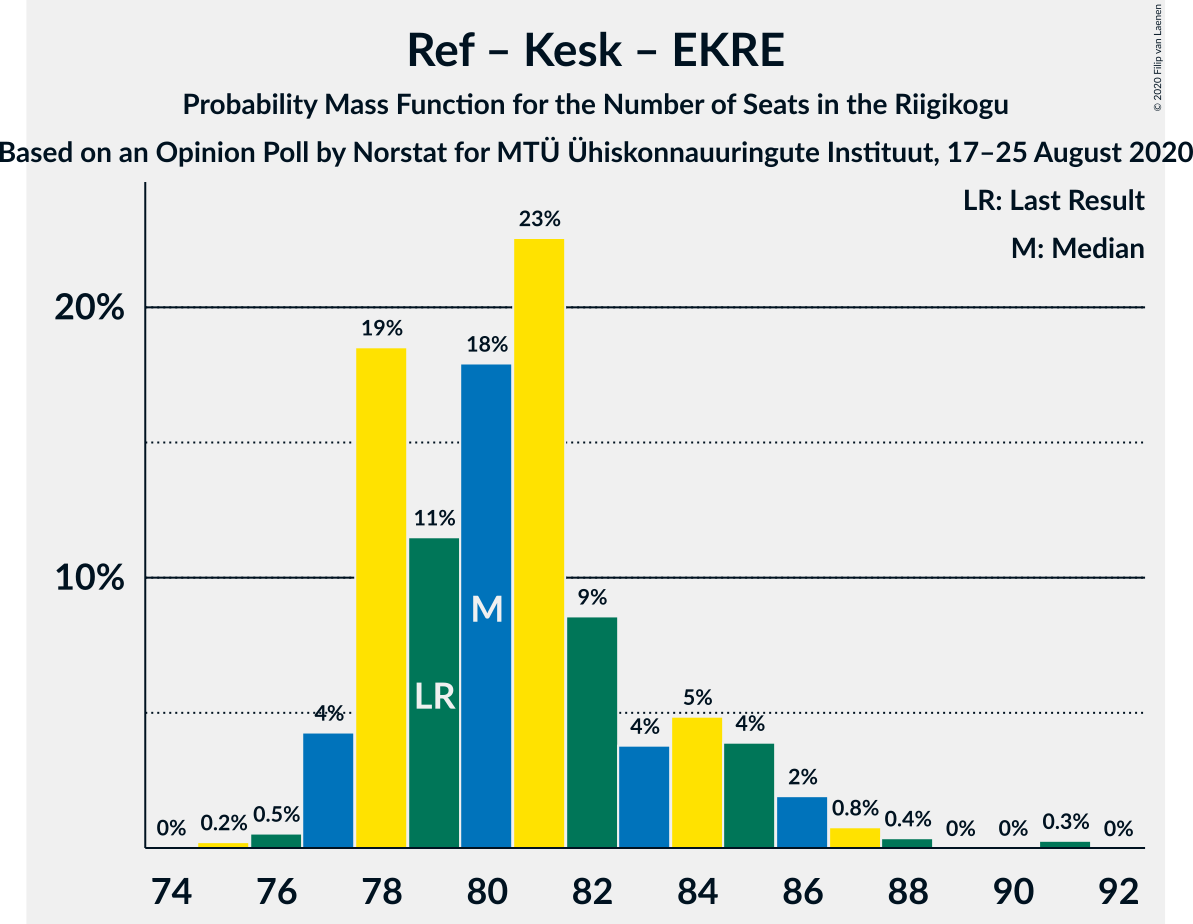 Ref – Kesk – EKRE
Probability Mass Function for the Number of Seats in the Riigikogu
Based on an Opinion Poll by Norstat for MTÜ Ühiskonnauuringute Instituut, 17–25 August 2020
© 2020 Filip van Laenen
LR: Last Result
M: Median
23%
20%
19%
18%
11%
10%
9%
M
LR
5%
4%
4%
4%
2%
0.8%
0.5%
0.4%
0.3%
0.2%
0%
0%
0%
0%
74 76 78 80 82 84 86 88 90 92